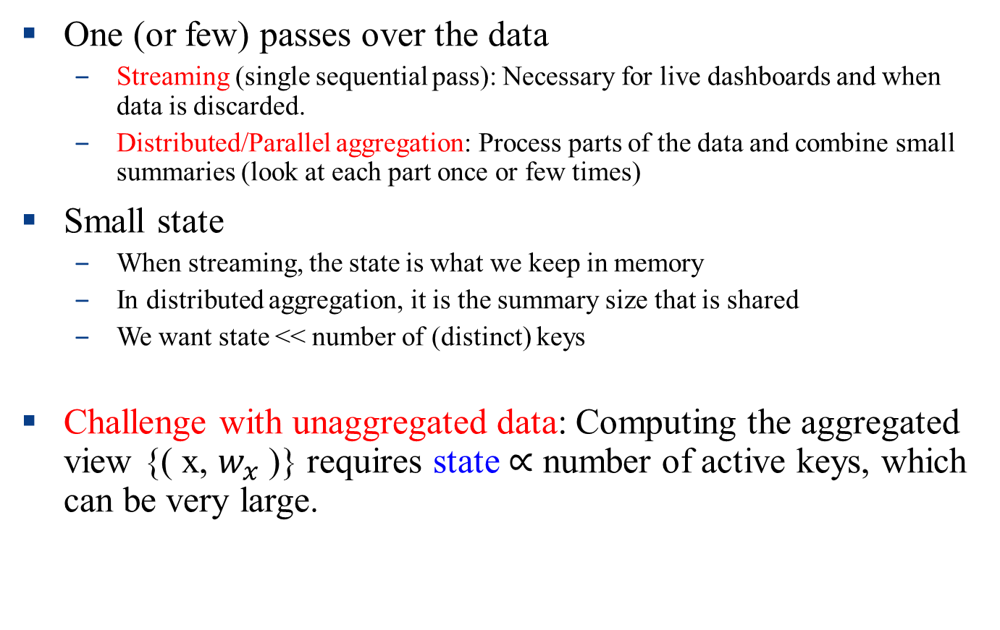 ▪ One (or few) passes over the data
– Streaming (single sequential pass): Necessary for live dashboards and when
data is discarded.
– Distributed/Parallel aggregation: Process parts of the data and combine small
summaries (look at each part once or few times)
▪ Small state
– When streaming, the state is what we keep in memory
– In distributed aggregation, it is the summary size that is shared
– We want state << number of (distinct) keys
▪ Challenge with unaggregated data: Computing the aggregated
view {( x, 𝑤ₓ )} requires state ∝ number of active keys, which
can be very large.